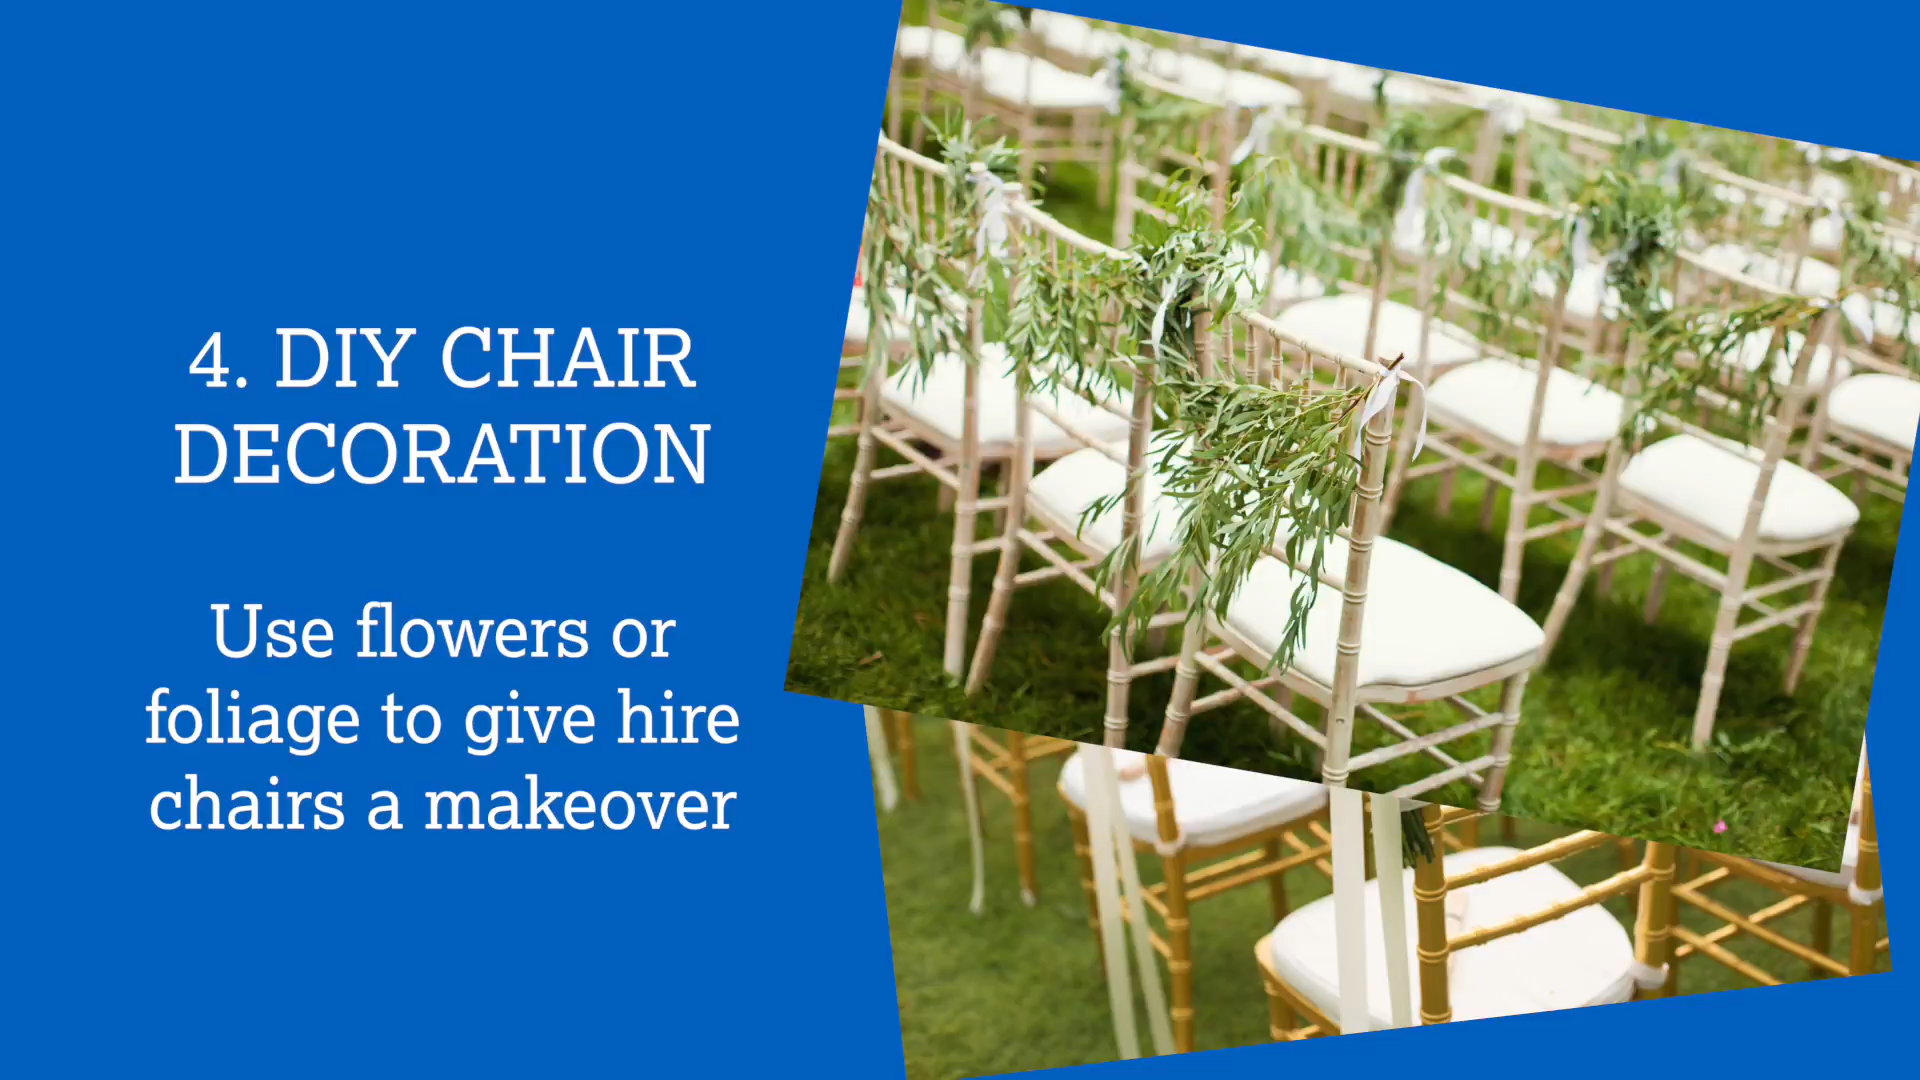 4. DIY CHAIR
DECORATION
Use flowers or
foliage to give hire
chairs a makeover